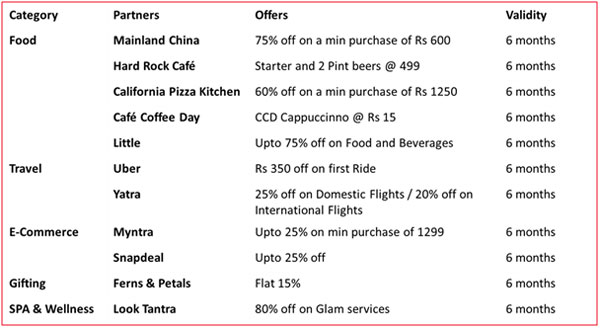 Category Partners Offers Validity
Food Mainland China 75% off on a min purchase of Rs 600 6 months
Hard Rock Café Starter and 2 Pint beers @ 499 6 months
California Pizza Kitchen 60% off on a min purchase of Rs 1250 6 months
Café Coffee Day CCD Cappuccinno @ Rs 15 6 months
Little Upto 75% off on Food and Beverages 6 months
Travel Uber Rs 350 off on first Ride 6 months
Yatra 25% off on Domestic Flights / 20% off on 6 months
International Flights
E-Commerce Myntra Upto 25% on min purchase of 1299 6 months
Snapdeal Upto 25% off 6 months
Gifting Ferns & Petals Flat 15% 6 months
SPA & Wellness Look Tantra 80% off on Glam services 6 months